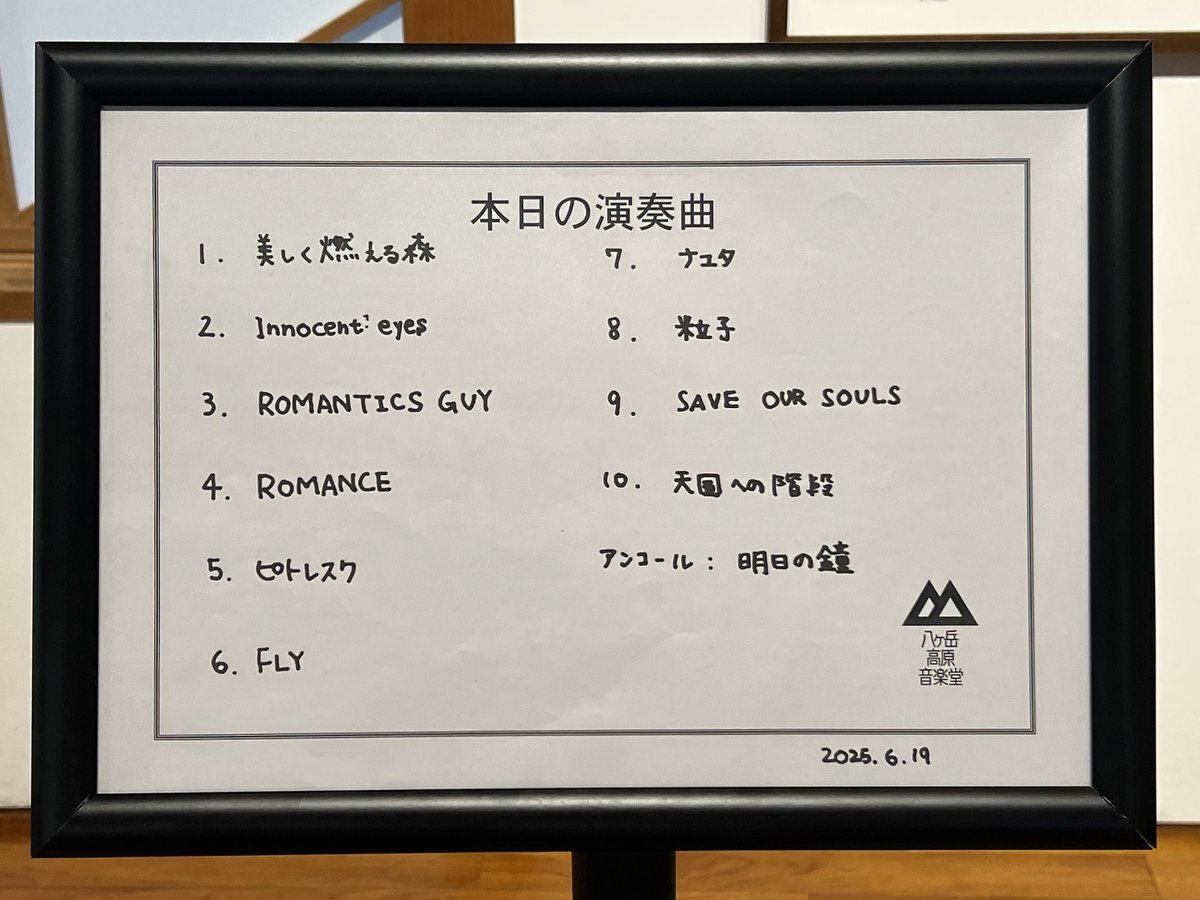 本日の演奏曲
1. 美しく燃える森
2. Innocent eyes
3. ROMANTICS GUY
4. ROMANCE
5. ピトレスク
6. FLY
7. ナユタ
8. 粒子
9. SAVE OUR SOULS
10. 天国への階段
アンコール: 明日の鐘
八ヶ岳
高原
音楽堂
2025.6.19